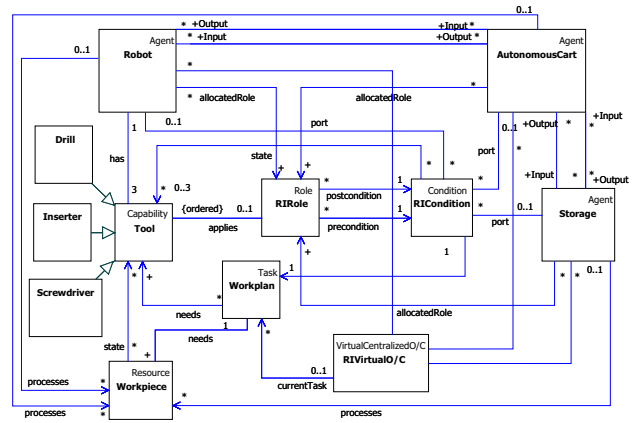 0..1
* +Output +Input
* +Input +Output *
Agent
Robot
Agent
AutonomousCart
0..1
*
* allocatedRole
allocatedRole *
1
0..1
port
0..1
port
+Output *
+Input
*
Drill
has
state
+Input
*
*
+Output
Inserter
3
* 0..3
+
+
1
*
*
*
Capability
Tool
{ordered} 0..1
applies
Role
RIRole
* postcondition
* precondition 1
Condition
RICondition
* 0..1
port
Agent
Storage
Screwdriver
*
+
+
1
1
Task
Workplan
*
needs
1
needs
*
* * 0..1
allocatedRole
state *
+
VirtualCentralizedO/C
RIVirtualO/C
0..1
currentTask
Resource
Workpiece
processes *
processes *
*
processes